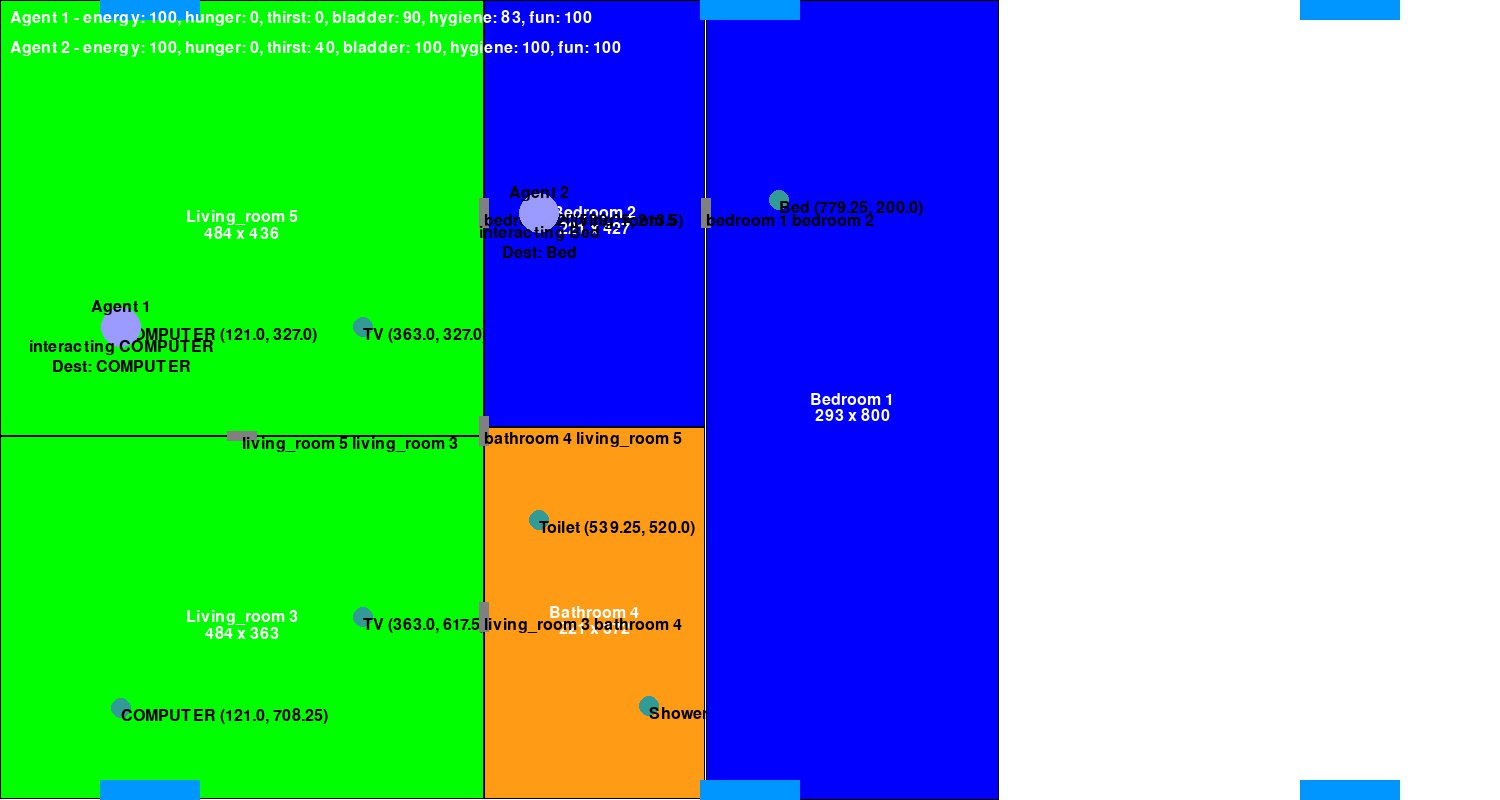 Agent 1 - energy: 100, hunger: 0, thirst: 0, bladder: 90, hygiene: 83, fun: 100
Agent 2 - energy: 100, hunger: 0, thirst: 40, bladder: 100, hygiene: 100, fun: 100
Agent 2
Bed (779.25, 200.0)
Living_room 5
484 x 436
Bedroom 2
x 427
bedroom 1 bedroom 2
interacting Bed
Dest: Bed
Agent 1
COMPUTER (121.0, 327.0)
TV (363.0, 327.0
interacting COMPUTER
Dest: COMPUTER
Bedroom 1
293 x 800
living_room 5 living_room 3
bathroom 4 living_room 5
Toilet (539.25, 520.0)
Living_room 3
484 x 363
Bathroom 4
TV (363.0, 617.5
living_room 3 bathroom 4
COMPUTER (121.0, 708.25)
Shower